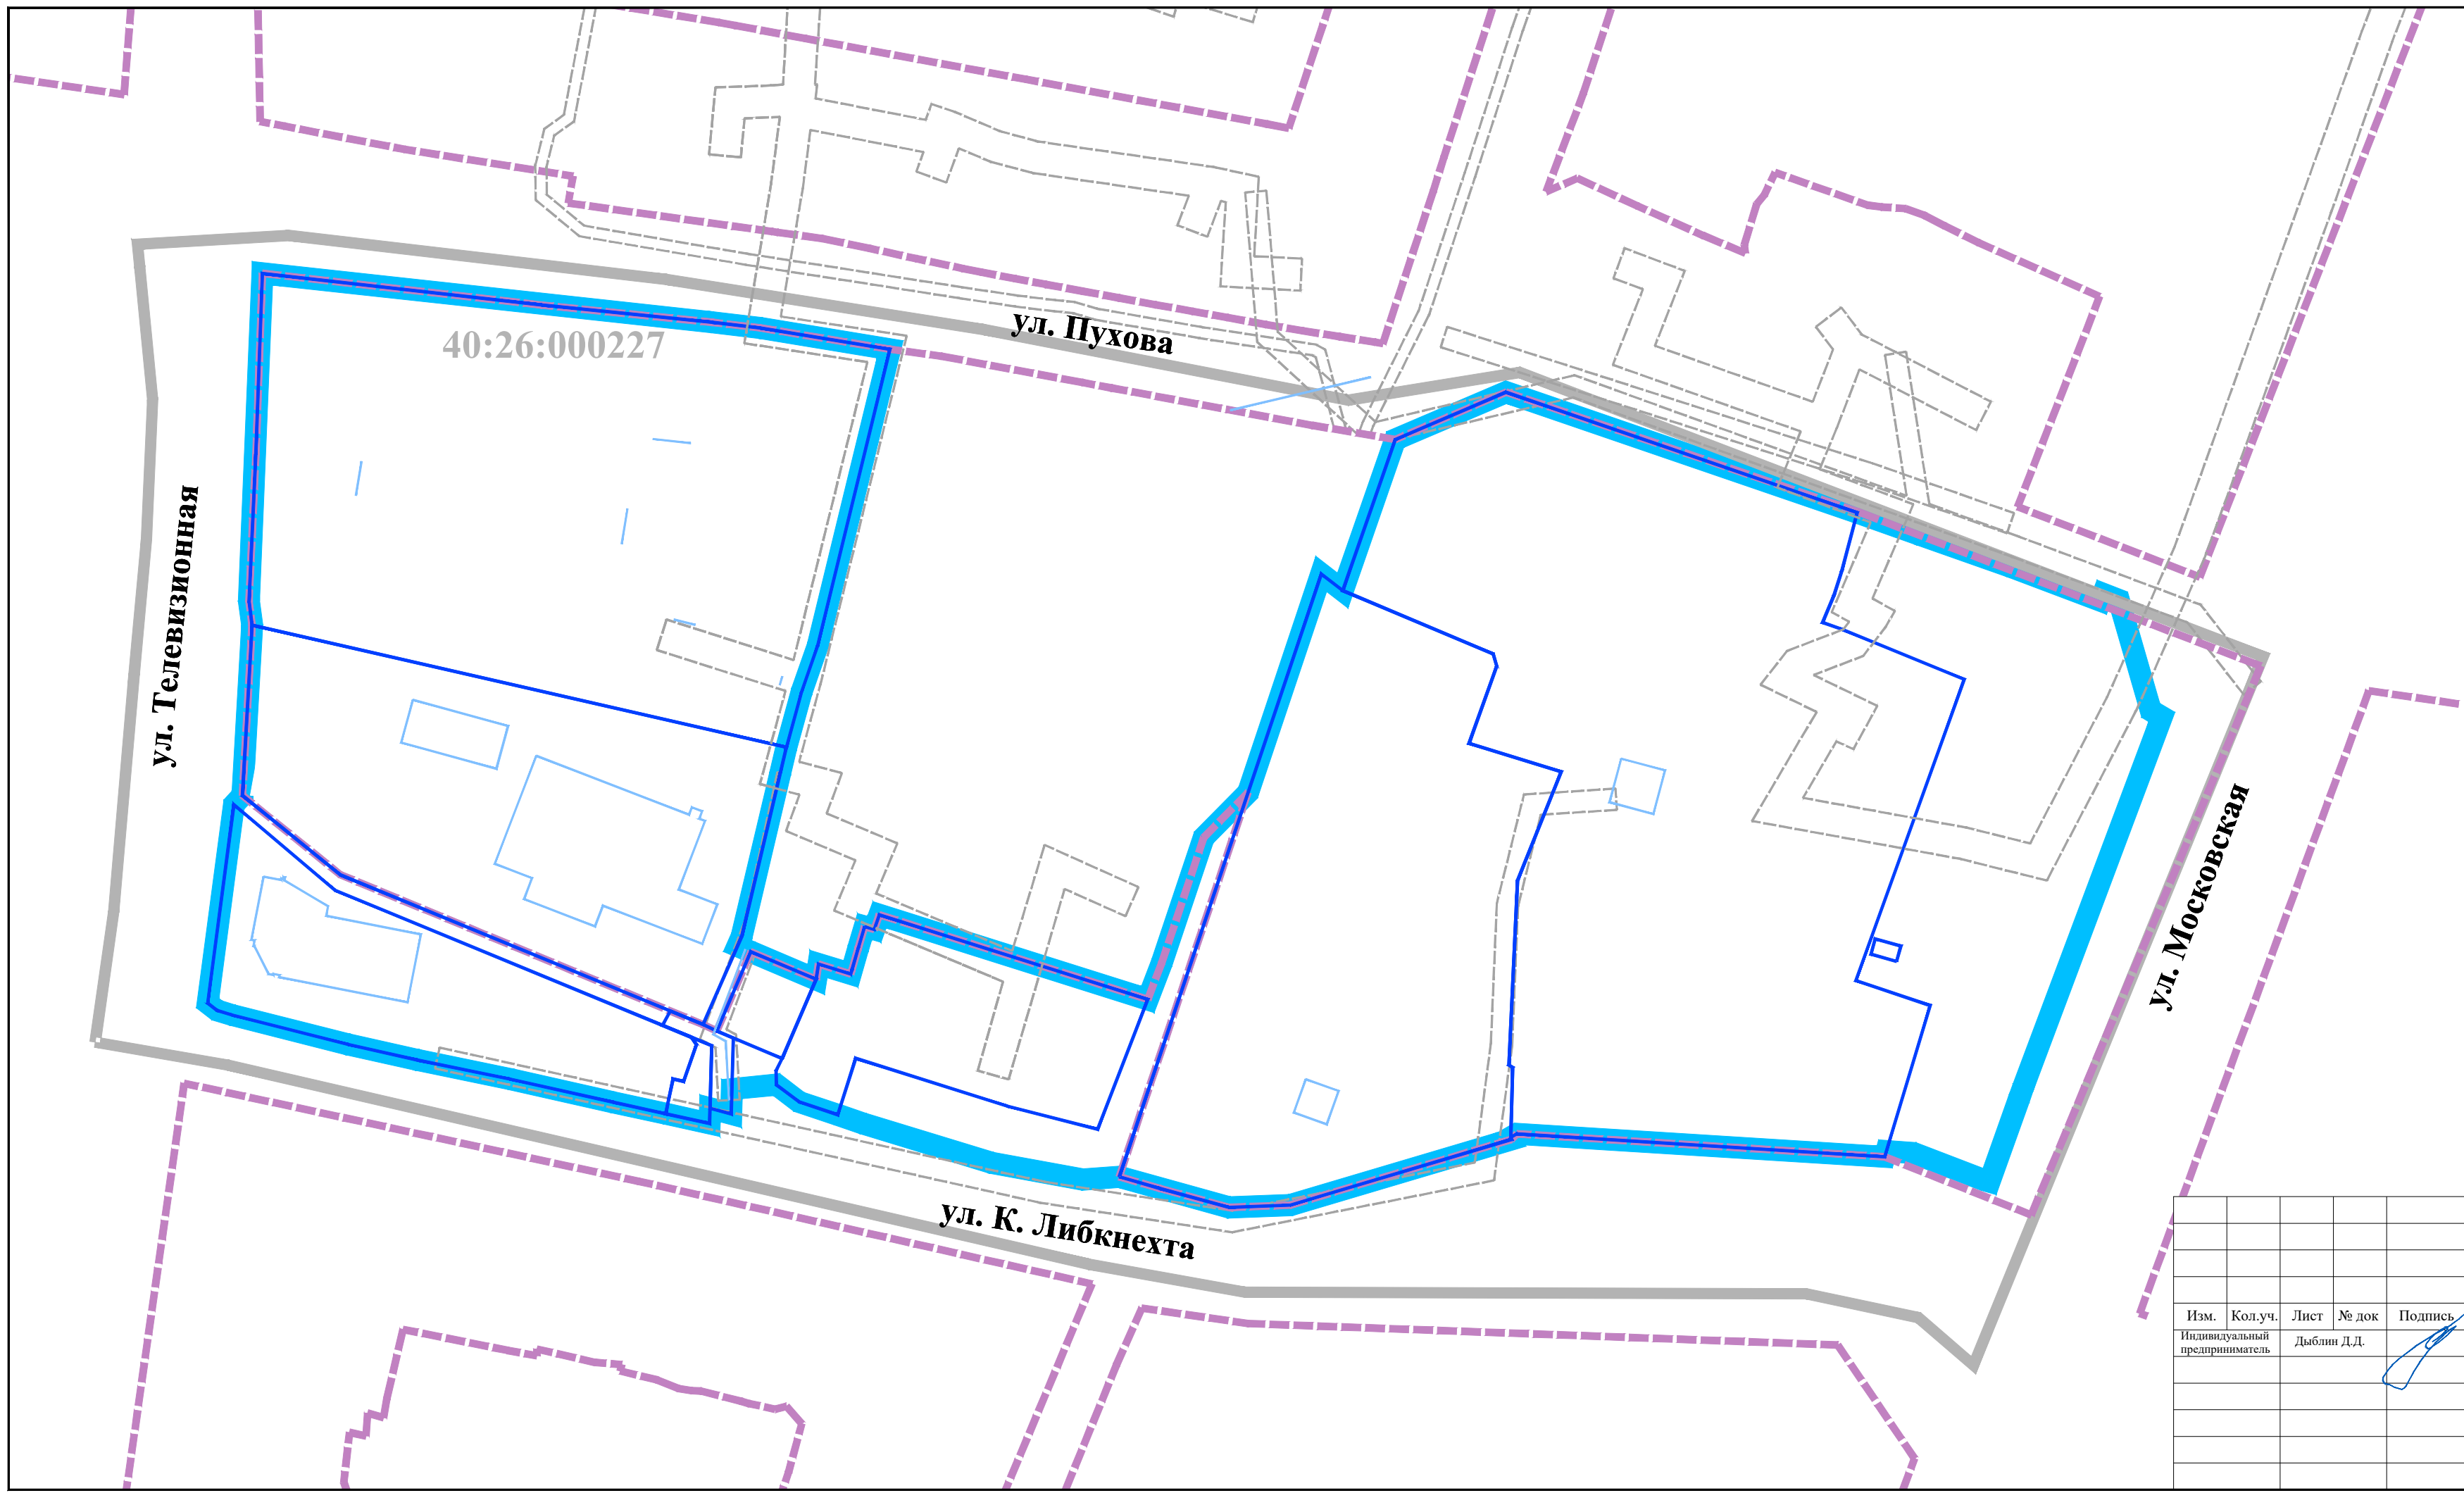 ул. Пухова
40:26:000227
ул. Телевизионная
ул. Московская
ул. К. Либкнехта
Изм. Кол.уч. Лист № док Подпись
Индивидуальный
предприниматель
Дыблин Д.Д.